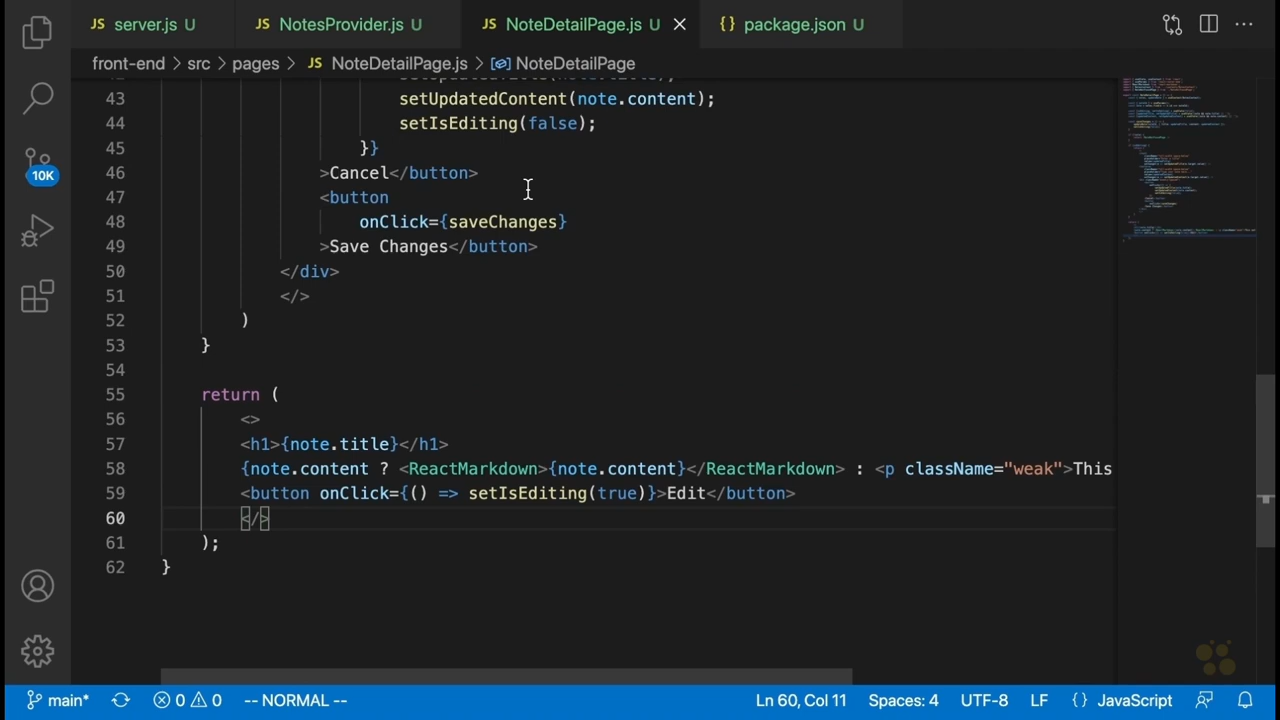 JS server.js U
JS NotesProvider.js U
JS NoteDetailPage.js U
{} package.json U
front-end > src > pages > JS NoteDetailPage.js > NoteDetailPage
43 setUpdatedContent(note.content);
44 setIsEditing(false);
45 }}
46 >Cancel</button>
47 <button
48 onClick={saveChanges}
49 >Save Changes</button>
50 </div>
51 </>
52 )
53 }
54
55 return (
56 <>
57 <h1>{note.title}</h1>
58 {note.content ? <ReactMarkdown>{note.content}</ReactMarkdown> : <p className="weak">This
59 <button onClick={() => setIsEditing(true)}>Edit</button>
60 </>
61 );
62 }
10K
main* 0 0 -- NORMAL -- Ln 60, Col 11 Spaces: 4 UTF-8 LF {} JavaScript